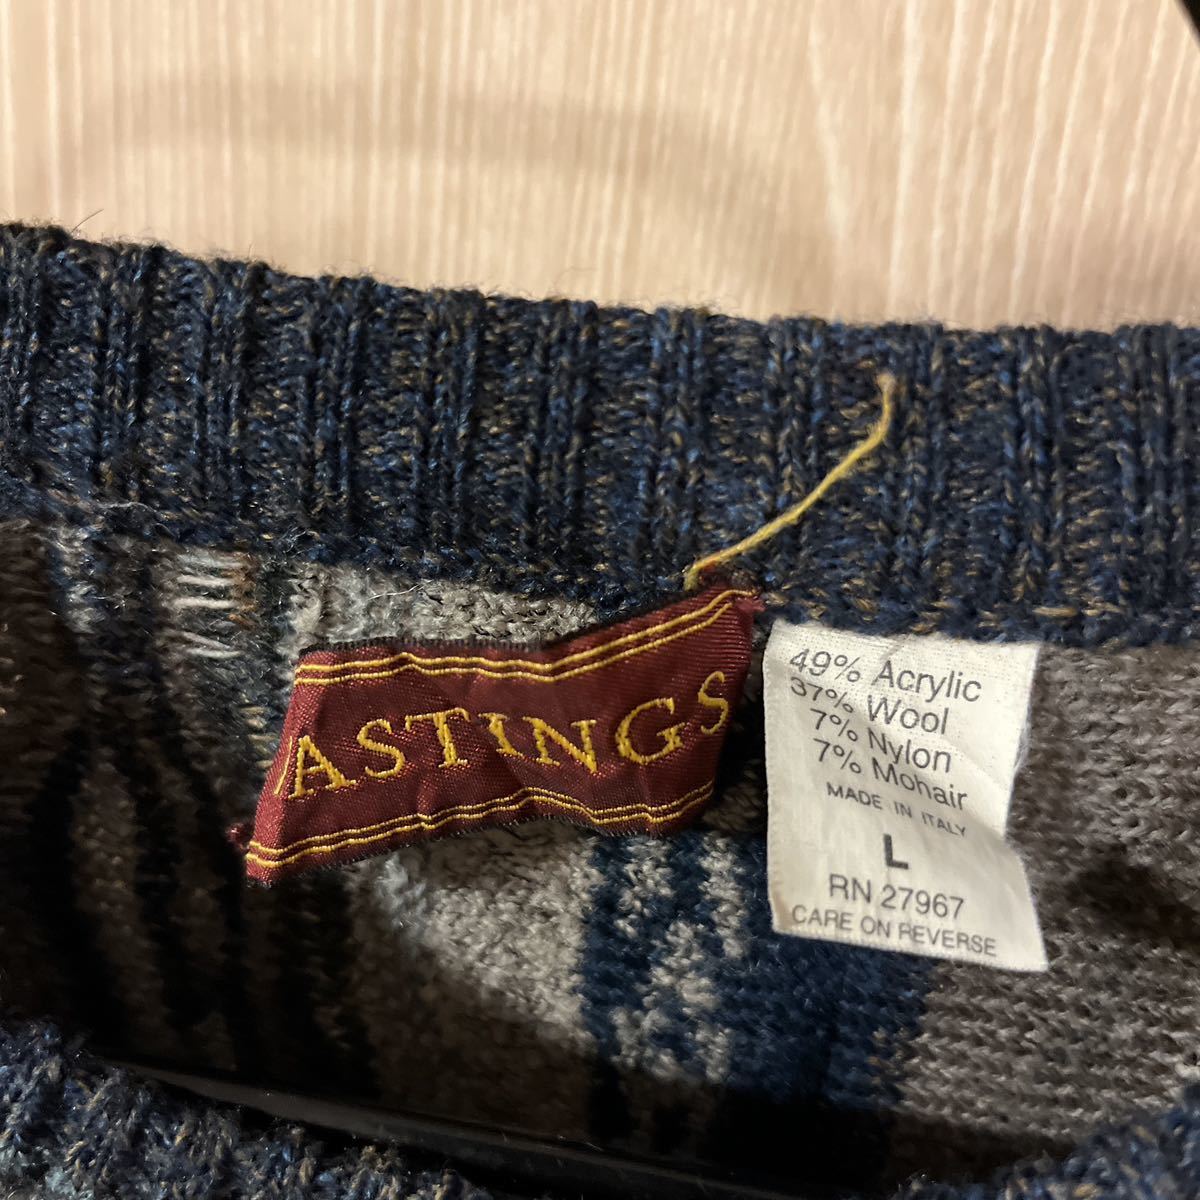 ASTINGS
49% Acrylic
37% Wool
7% Nylon
7% Mohair
MADE IN ITALY
L
RN 27967
CARE ON REVERSE